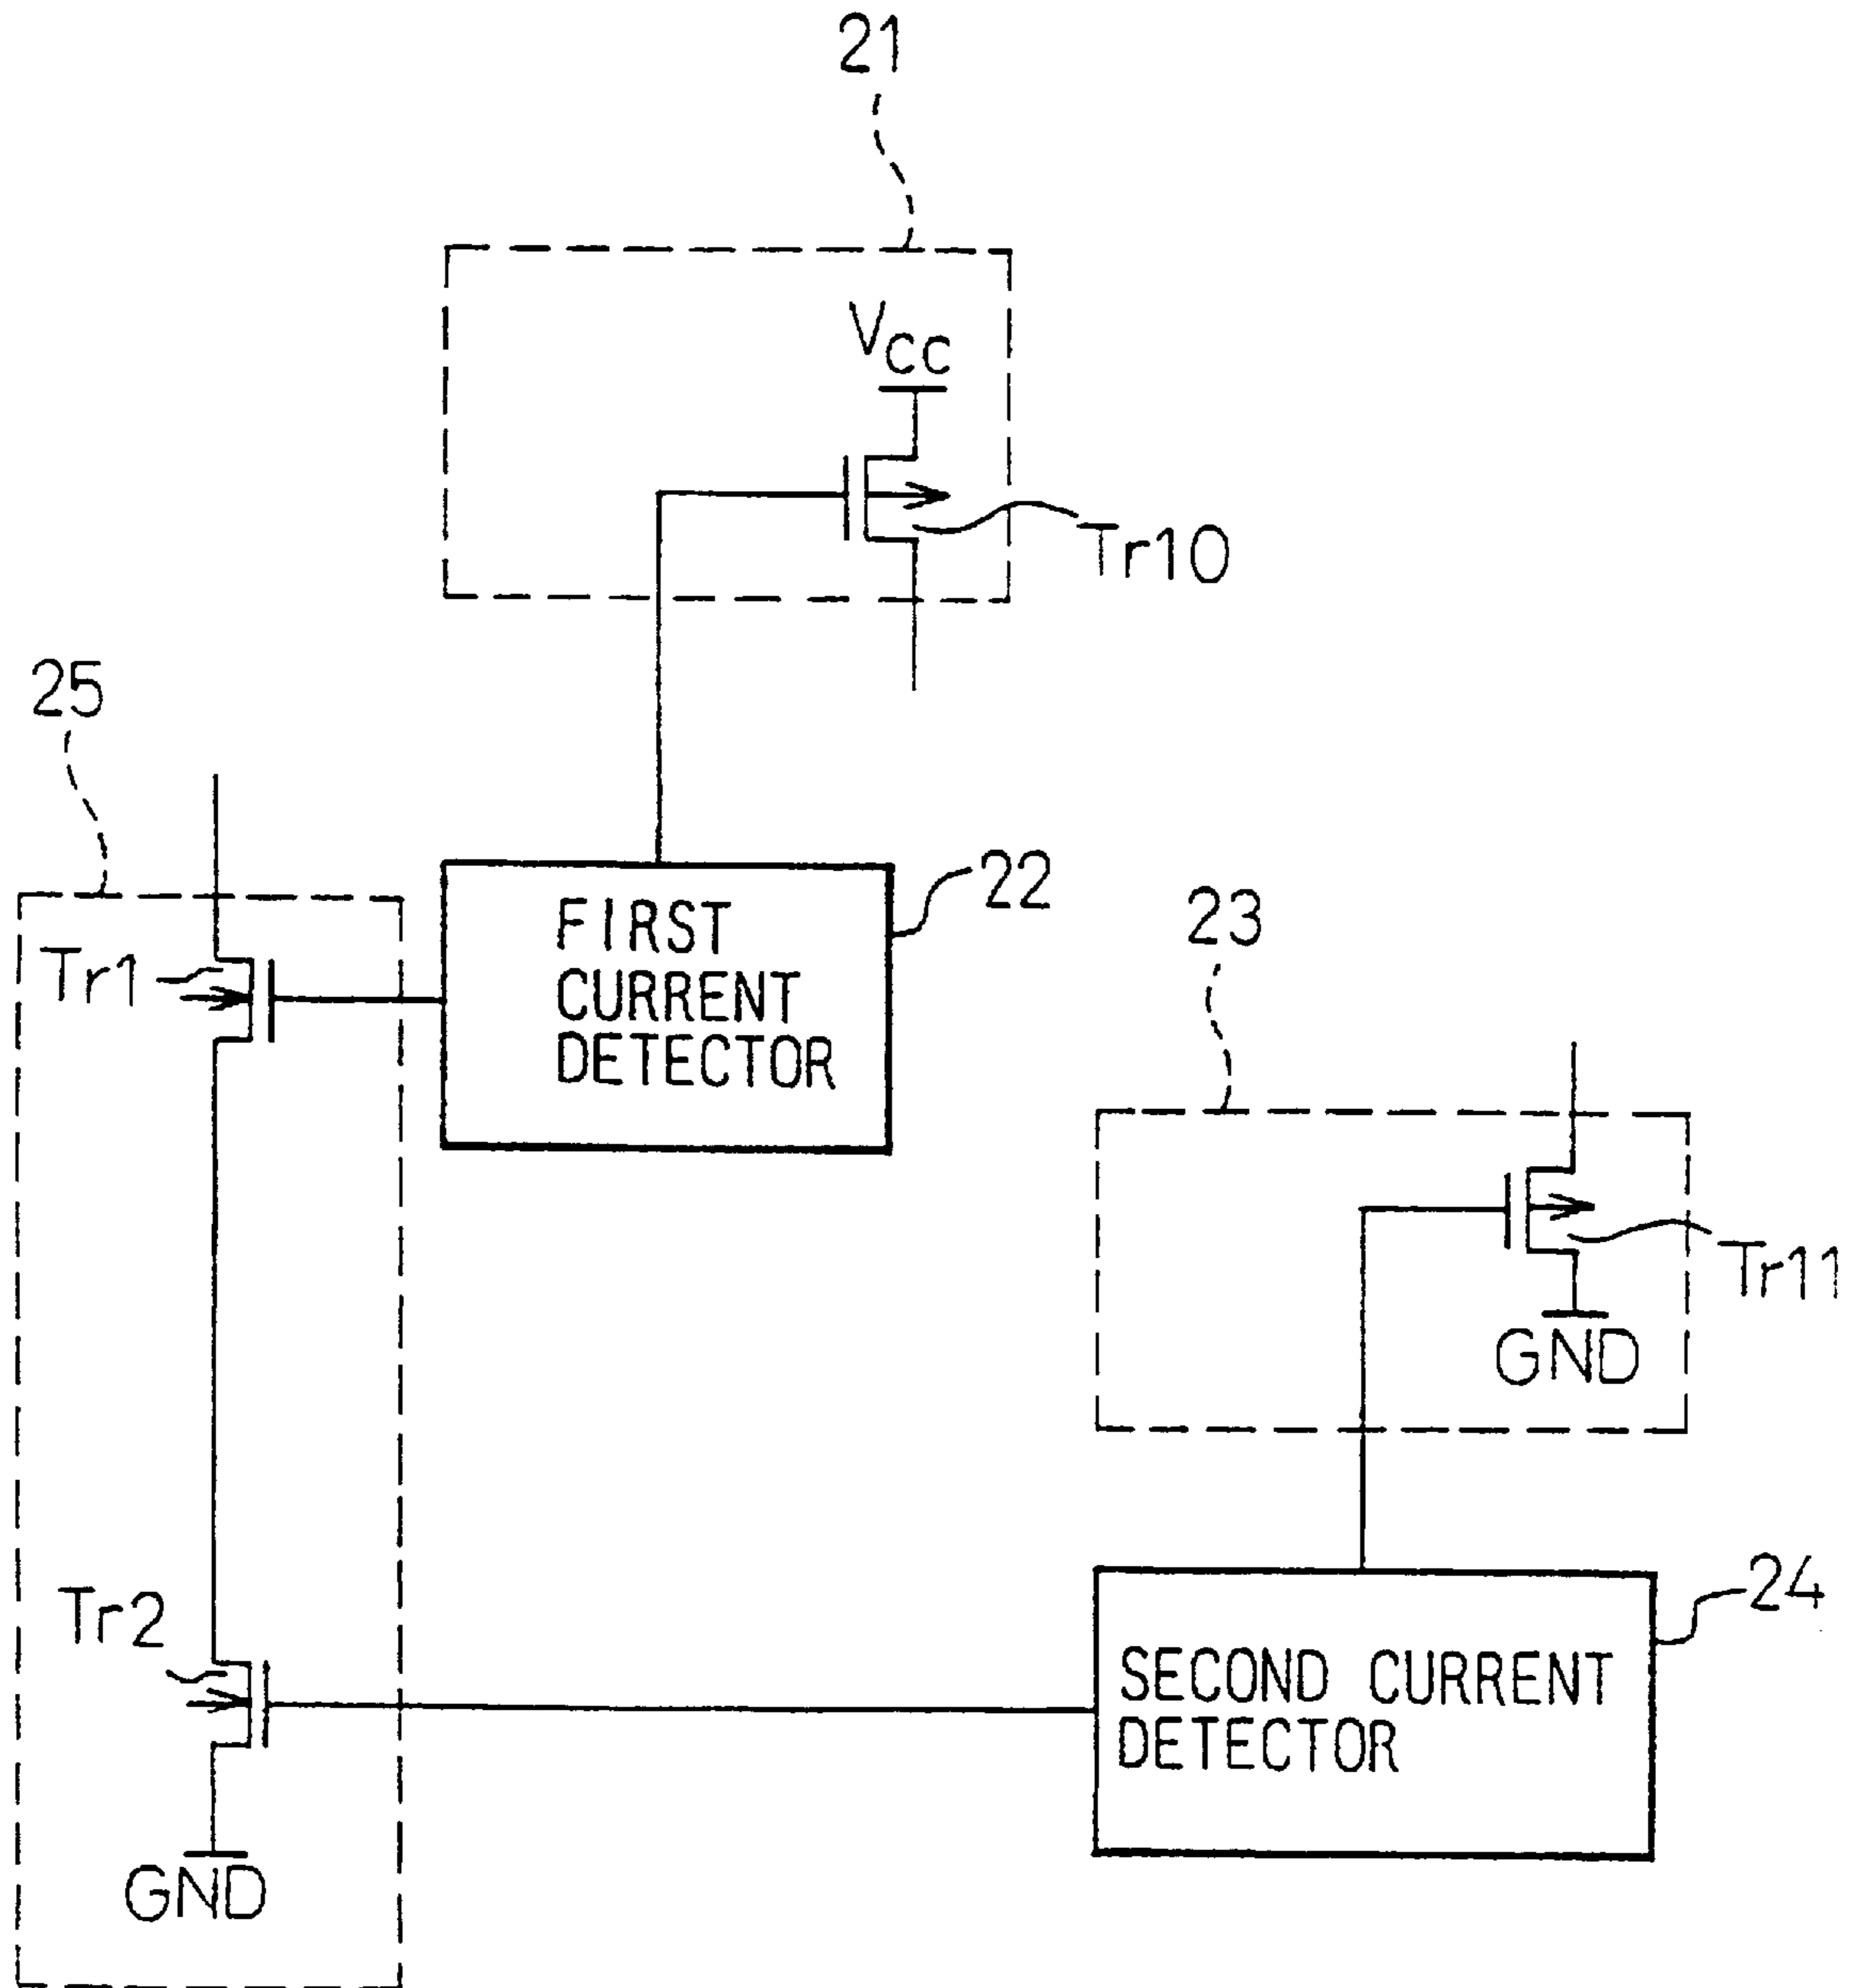 21
Vcc
Tr10
25
22
FIRST
CURRENT
DETECTOR
23
Tr1
Tr11
GND
24
Tr2
SECOND CURRENT
DETECTOR
GND